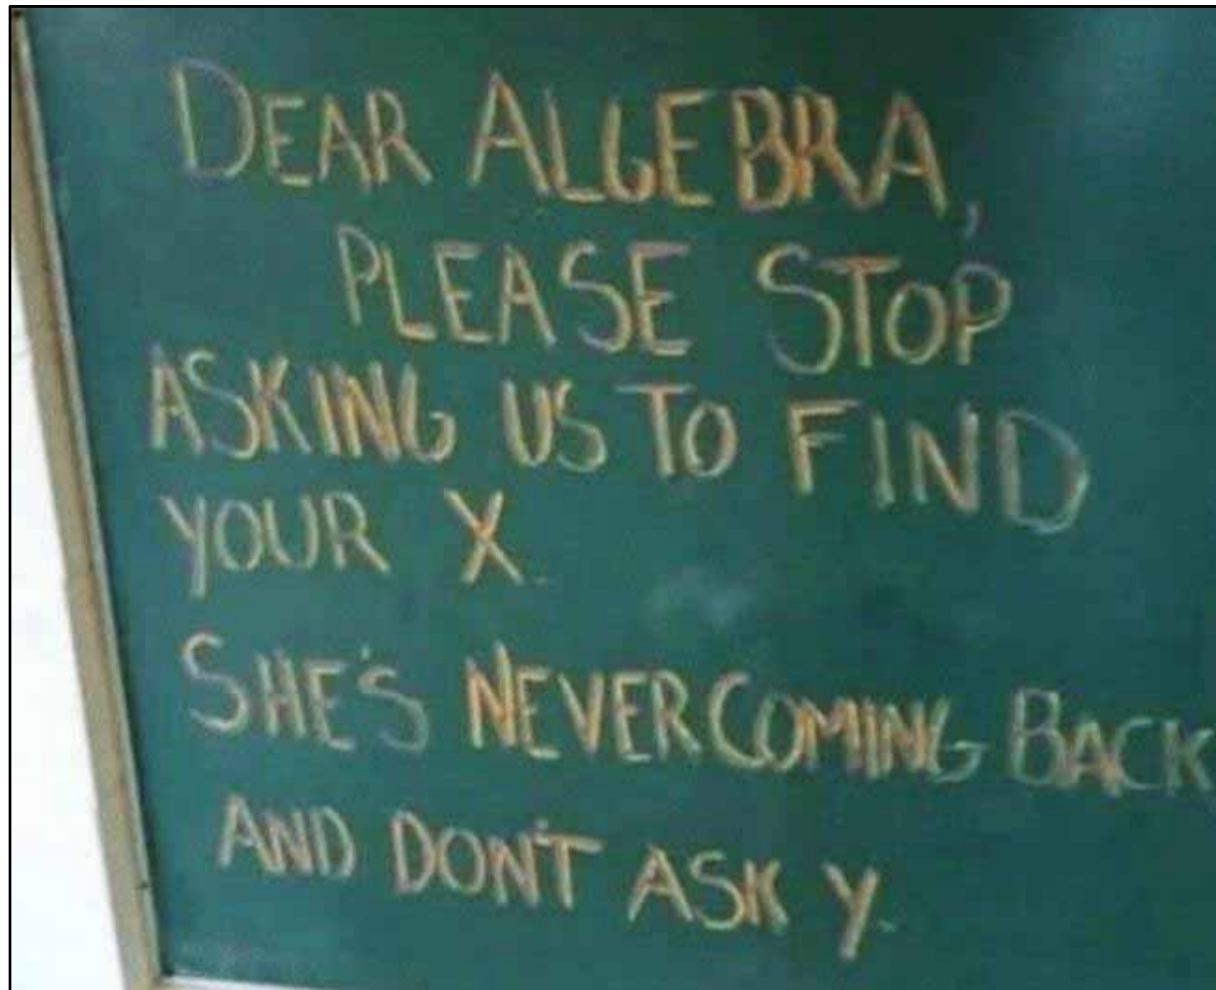 DEAR ALGEBRA,
PLEASE STOP
ASKING US TO FIND
YOUR X.
SHE'S NEVER COMING BACK
AND DON'T ASK Y.